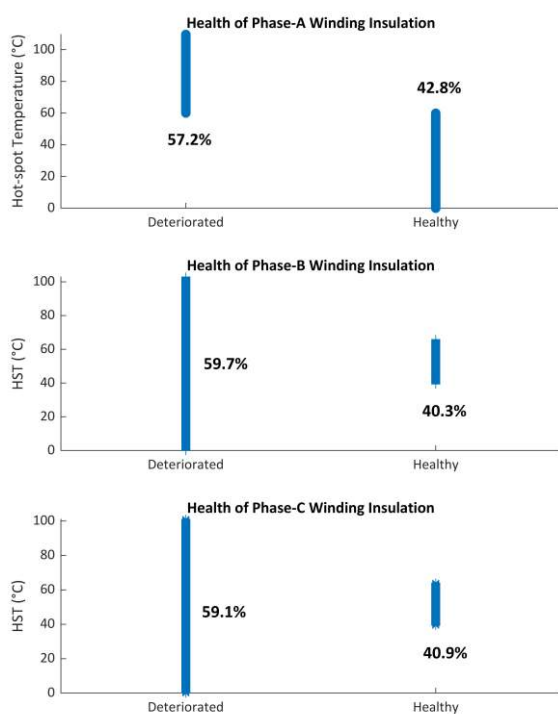 Health of Phase-A Winding Insulation
Hot-spot Temperature (°C)
100
80
60
40
20
0
57.2%
42.8%
Deteriorated
Healthy
Health of Phase-B Winding Insulation
HST (°C)
100
80
60
40
20
0
59.7%
40.3%
Deteriorated
Healthy
Health of Phase-C Winding Insulation
HST (°C)
100
80
60
40
20
0
59.1%
40.9%
Deteriorated
Healthy